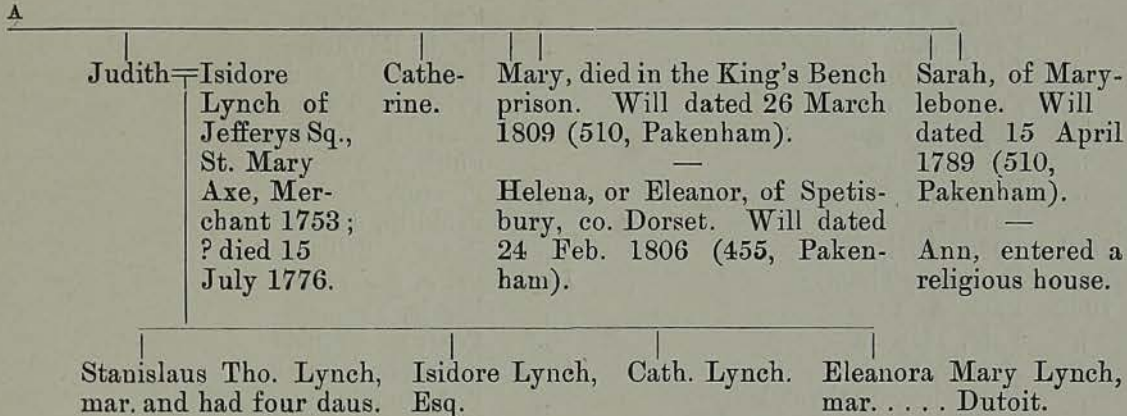 A
Judith=Isidore
Lynch of
Jefferys Sq.,
St. Mary
Axe, Mer-
chant 1753;
? died 15
July 1776.
Cathe-
rine.
Mary, died in the King's Bench
prison. Will dated 26 March
1809 (510, Pakenham).
—
Helena, or Eleanor, of Spetis-
bury, co. Dorset. Will dated
24 Feb. 1806 (455, Paken-
ham).
Sarah, of Mary-
lebone. Will
dated 15 April
1789 (510,
Pakenham).
—
Ann, entered a
religious house.
Stanislaus Tho. Lynch,
mar. and had four daus.
Isidore Lynch,
Esq.
Cath. Lynch.
Eleanora Mary Lynch,
mar. . . . . Dutoit.